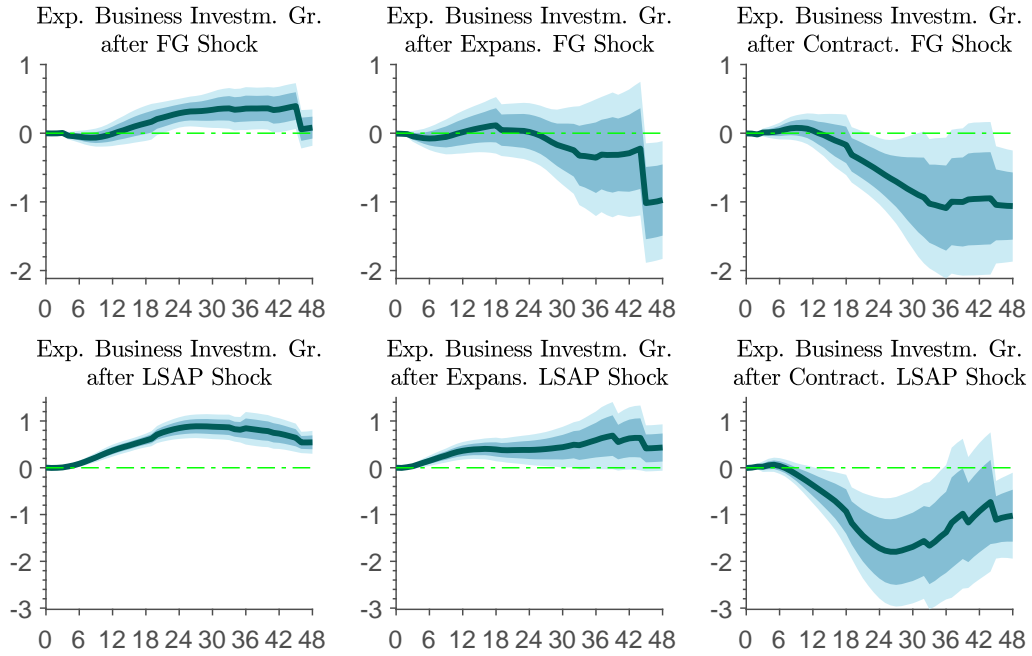 Exp. Business Investm. Gr.
after FG Shock
Exp. Business Investm. Gr.
after Expans. FG Shock
Exp. Business Investm. Gr.
after Contract. FG Shock
1
0
-1
-2
0 6 12 18 24 30 36 42 48
1
0
-1
-2
0 6 12 18 24 30 36 42 48
1
0
-1
-2
0 6 12 18 24 30 36 42 48
Exp. Business Investm. Gr.
after LSAP Shock
Exp. Business Investm. Gr.
after Expans. LSAP Shock
Exp. Business Investm. Gr.
after Contract. LSAP Shock
1
0
-1
-2
-3
0 6 12 18 24 30 36 42 48
1
0
-1
-2
-3
0 6 12 18 24 30 36 42 48
1
0
-1
-2
-3
0 6 12 18 24 30 36 42 48